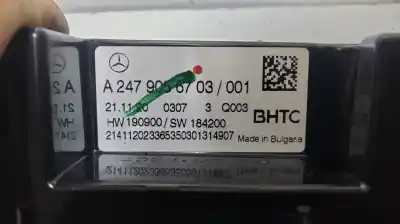 A 247 905 67 03 / 001
21.11.20 0307 3 Q003
HW 190900 / SW 184200
214112023365350301314907
BHTC
Made in Bulgaria